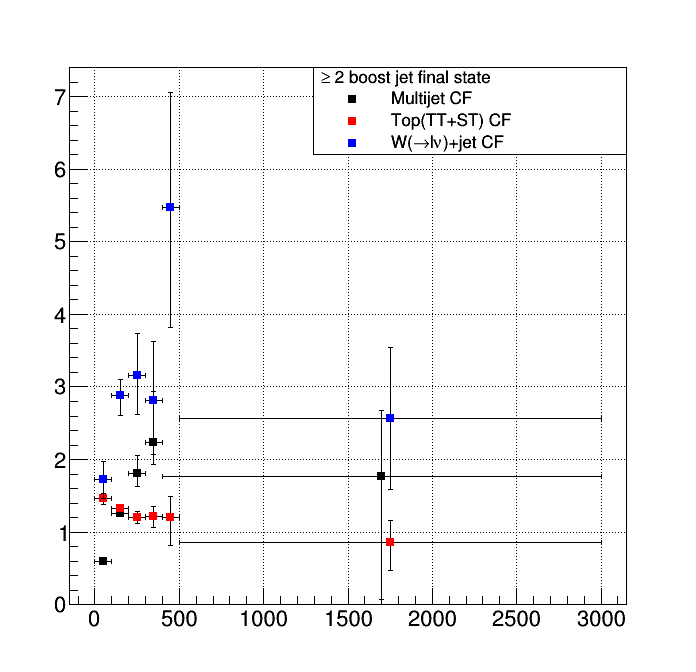 ≥ 2 boost jet final state
Multijet CF
Top(TT+ST) CF
W(→lν)+jet CF
7
6
5
4
3
2
1
0
0 500 1000 1500 2000 2500 3000